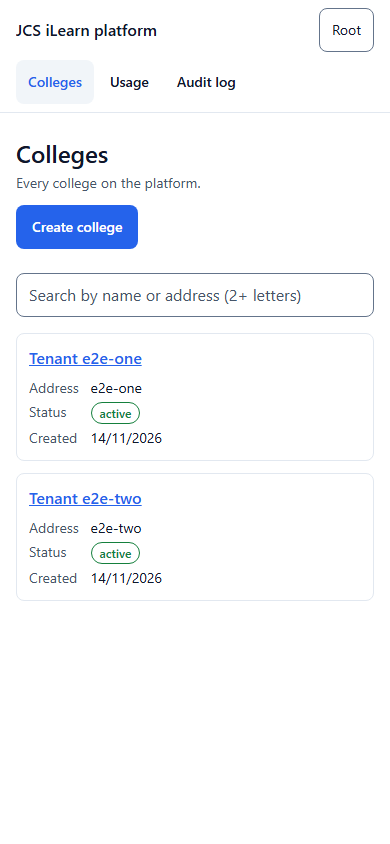 JCS iLearn platform
Root
Colleges
Usage
Audit log
Colleges
Every college on the platform.
Create college
Search by name or address (2+ letters)
Tenant e2e-one
Address e2e-one
Status active
Created 14/11/2026
Tenant e2e-two
Address e2e-two
Status active
Created 14/11/2026